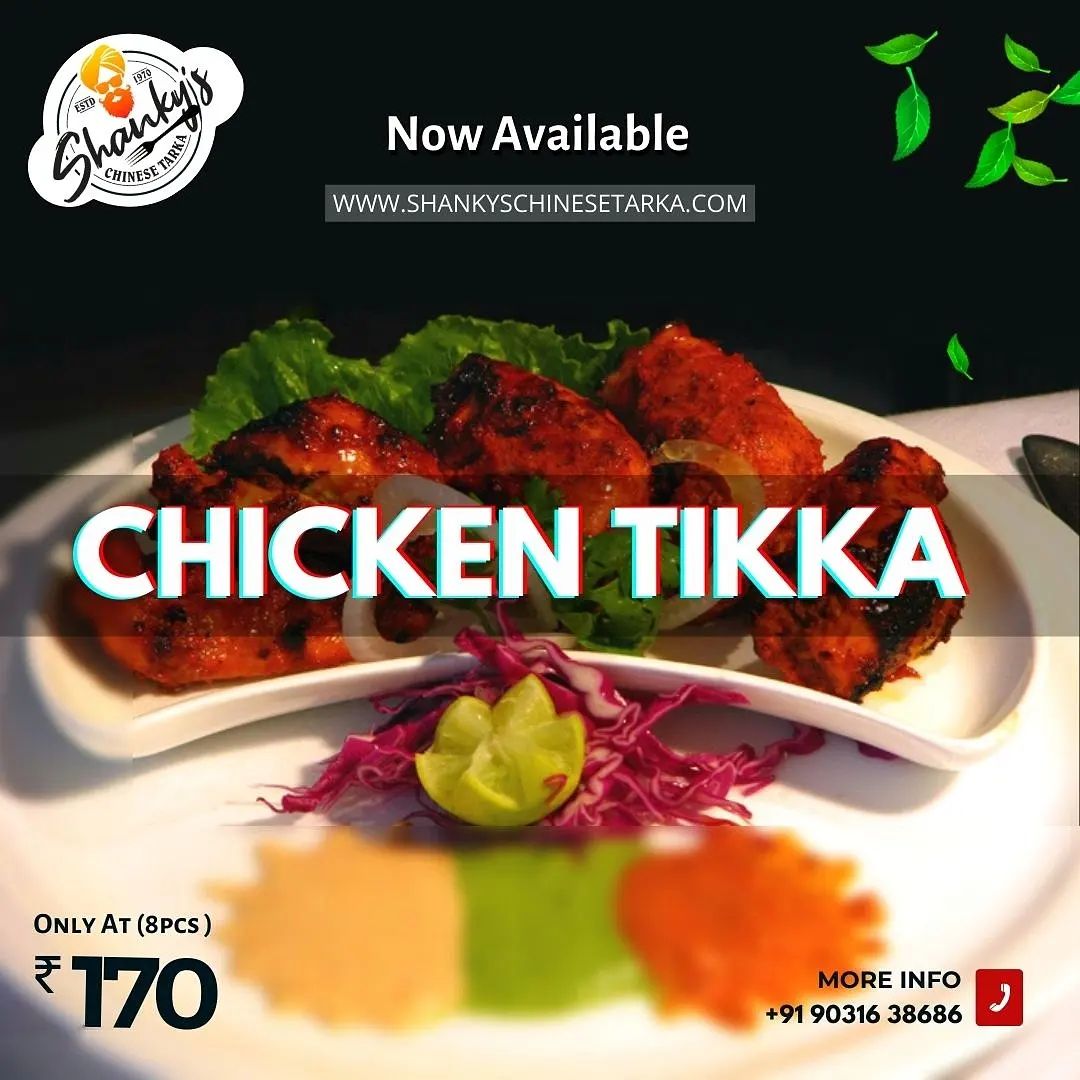 ESTD 1970
Shanky's
CHINESE TARKA
Now Available
WWW.SHANKYSCHINESETARKA.COM
CHICKEN TIKKA
ONLY AT (8PCS)
₹170
MORE INFO
+91 90316 38686